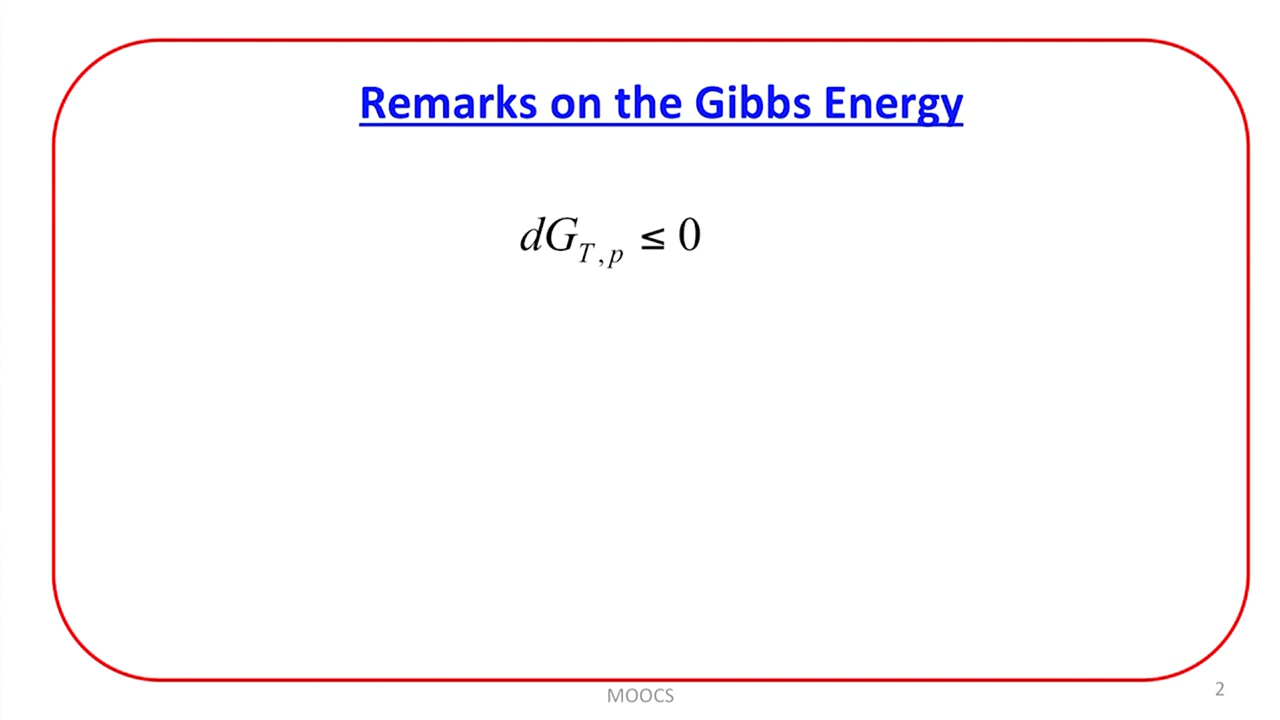 Remarks on the Gibbs Energy
dG_{T,p} ≤ 0
MOOCS
2